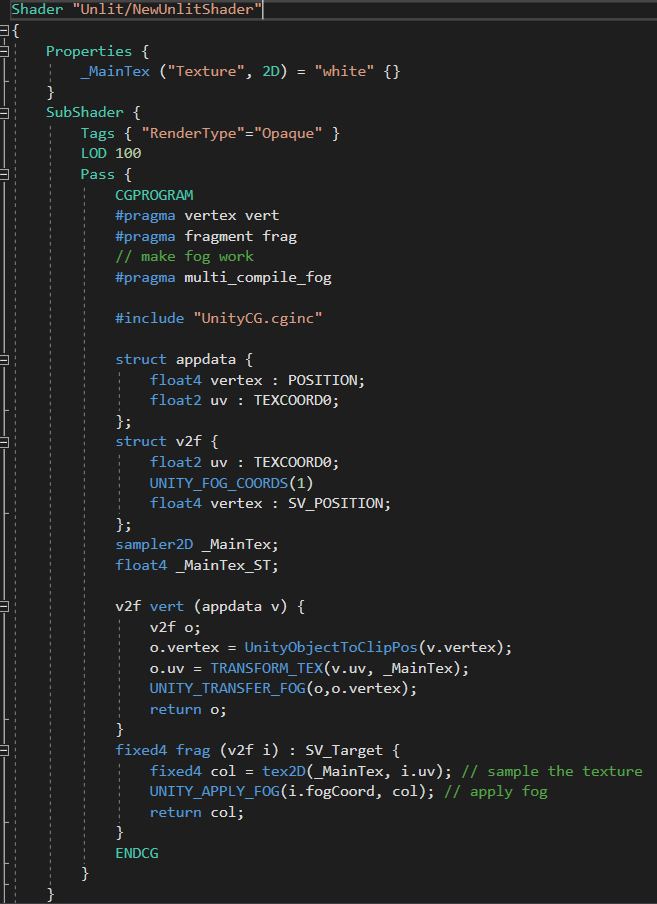 Shader "Unlit/NewUnlitShader"
{
Properties {
_MainTex ("Texture", 2D) = "white" {}
}
SubShader {
Tags { "RenderType"="Opaque" }
LOD 100
Pass {
CGPROGRAM
#pragma vertex vert
#pragma fragment frag
// make fog work
#pragma multi_compile_fog
#include "UnityCG.cginc"
struct appdata {
float4 vertex : POSITION;
float2 uv : TEXCOORD0;
};
struct v2f {
float2 uv : TEXCOORD0;
UNITY_FOG_COORDS(1)
float4 vertex : SV_POSITION;
};
sampler2D _MainTex;
float4 _MainTex_ST;
v2f vert (appdata v) {
v2f o;
o.vertex = UnityObjectToClipPos(v.vertex);
o.uv = TRANSFORM_TEX(v.uv, _MainTex);
UNITY_TRANSFER_FOG(o,o.vertex);
return o;
}
fixed4 frag (v2f i) : SV_Target {
fixed4 col = tex2D(_MainTex, i.uv); // sample the texture
UNITY_APPLY_FOG(i.fogCoord, col); // apply fog
return col;
}
ENDCG
}
}